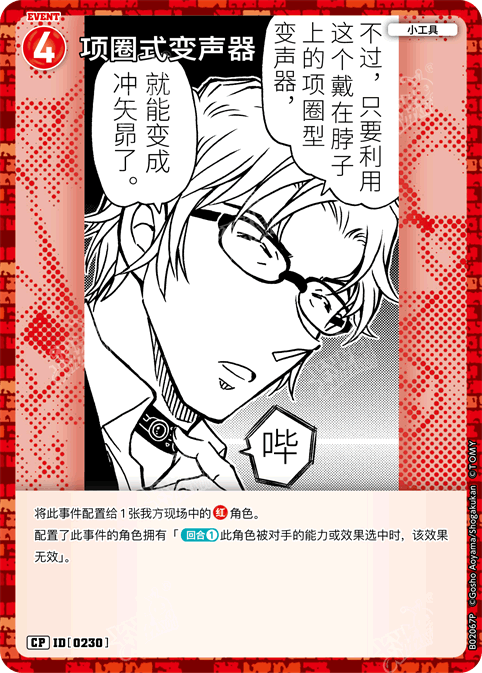 EVENT
4
项圈式变声器
小工具
不过，只要利用
这个戴在脖子
上的项圈型
变声器，
就能变成
冲矢昴了。
哔
将此事件配置给1张我方现场中的红角色。
配置了此事件的角色拥有「回合1此角色被对手的能力或效果选中时，该效果
无效」。
CP ID[0230]
B02067P ©Gosho Aoyama/Shogakukan ©TOMY